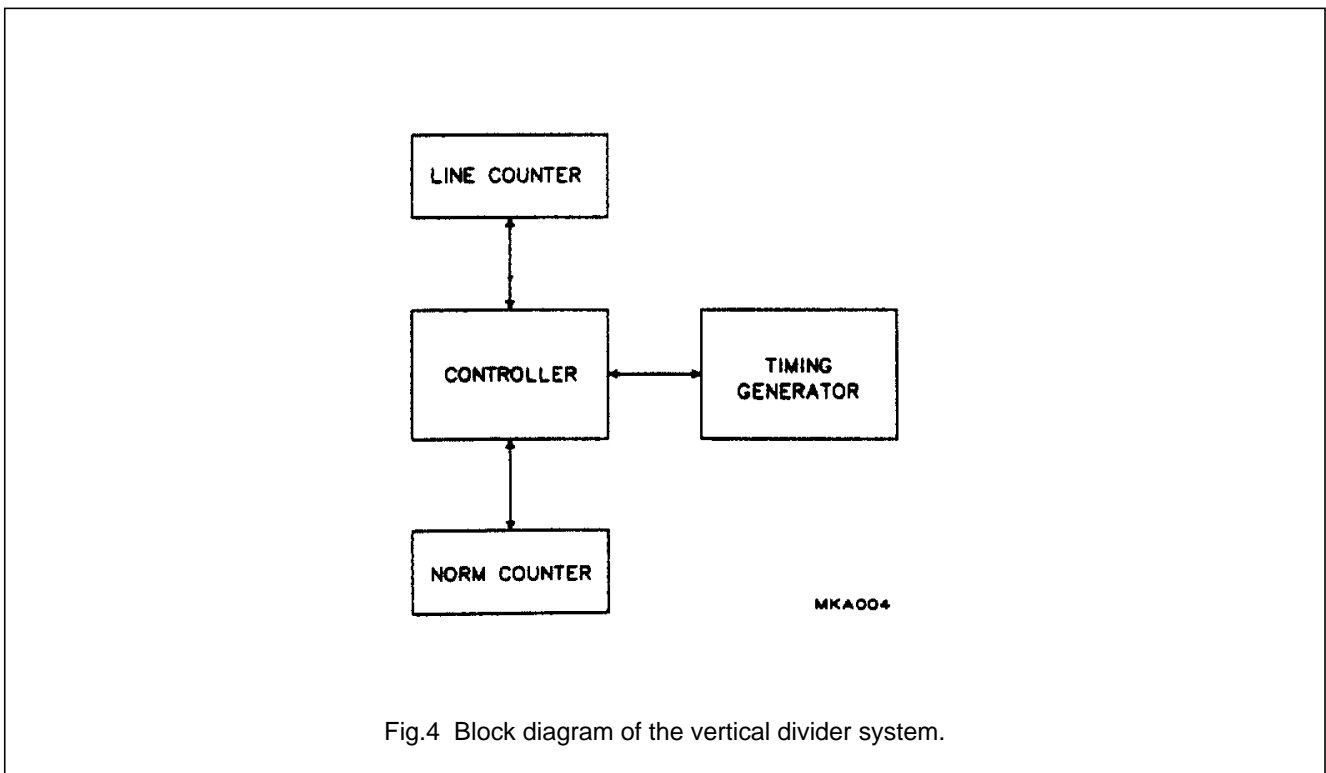 LINE COUNTER
CONTROLLER
TIMING
GENERATOR
NORM COUNTER
MKA004
Fig.4 Block diagram of the vertical divider system.